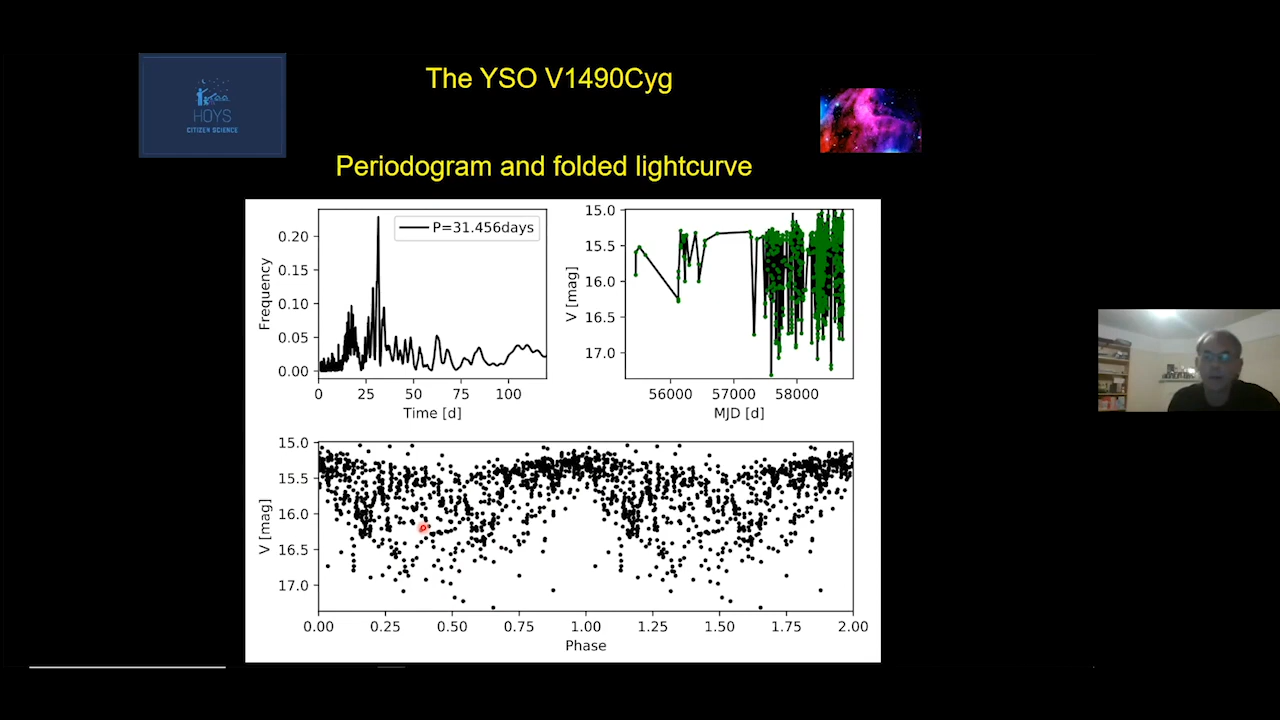 The YSO V1490Cyg
HOYS
CITIZEN SCIENCE
Periodogram and folded lightcurve
P=31.456days
0.20
0.15
0.10
0.05
0.00
Frequency
0
25
50
75
100
Time [d]
15.0
15.5
16.0
16.5
17.0
V [mag]
56000
57000
58000
MJD [d]
15.0
15.5
16.0
16.5
17.0
V [mag]
0.00
0.25
0.50
0.75
1.00
1.25
1.50
1.75
2.00
Phase